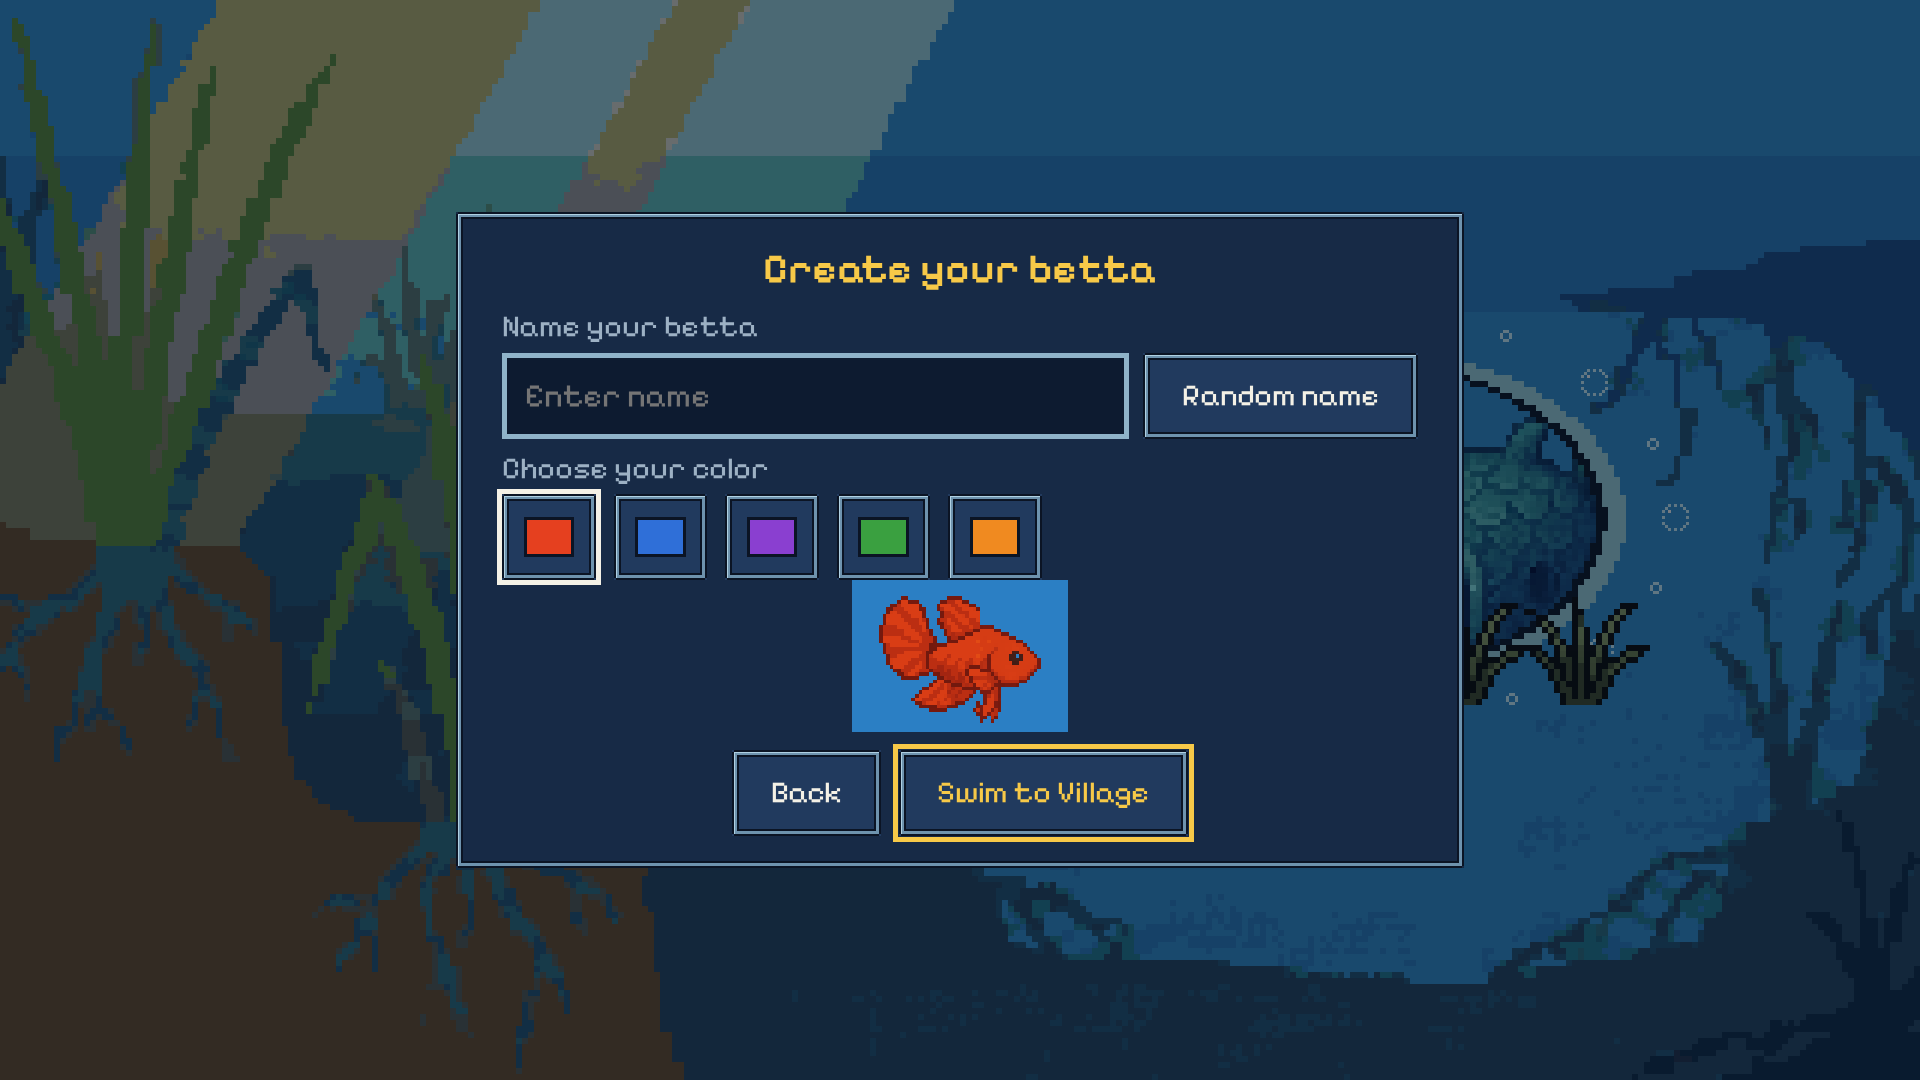 Create your betta
Name your betta
Enter name
Random name
Choose your color
Back
Swim to Village